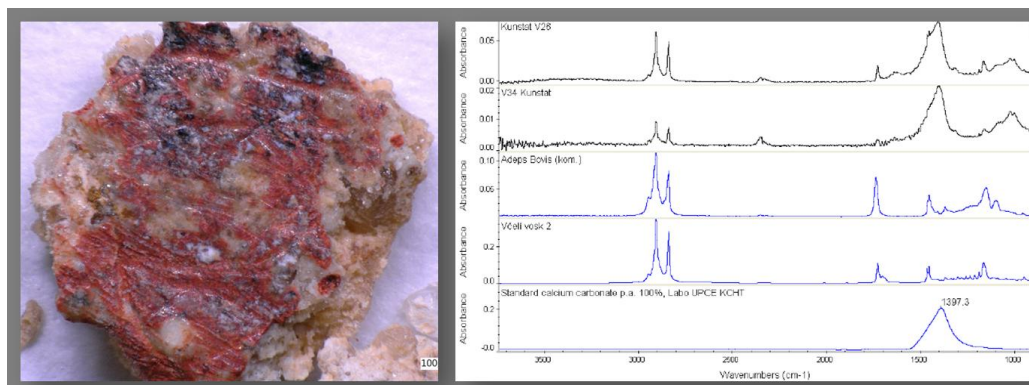 100
Kunstat V26
Absorbance
0.05
0.00
V34 Kunstat
Absorbance
0.02
0.01
0.00
Adeps Bovis (kom.)
Absorbance
0.10
0.05
Včelí vosk 2
Absorbance
0.2
0.0
Standard calcium carbonate p.a. 100%, Labo UPCE KCHT
1397.3
Absorbance
0.2
-0.0
3500 3000 2500 2000 1500 1000
Wavenumbers (cm-1)